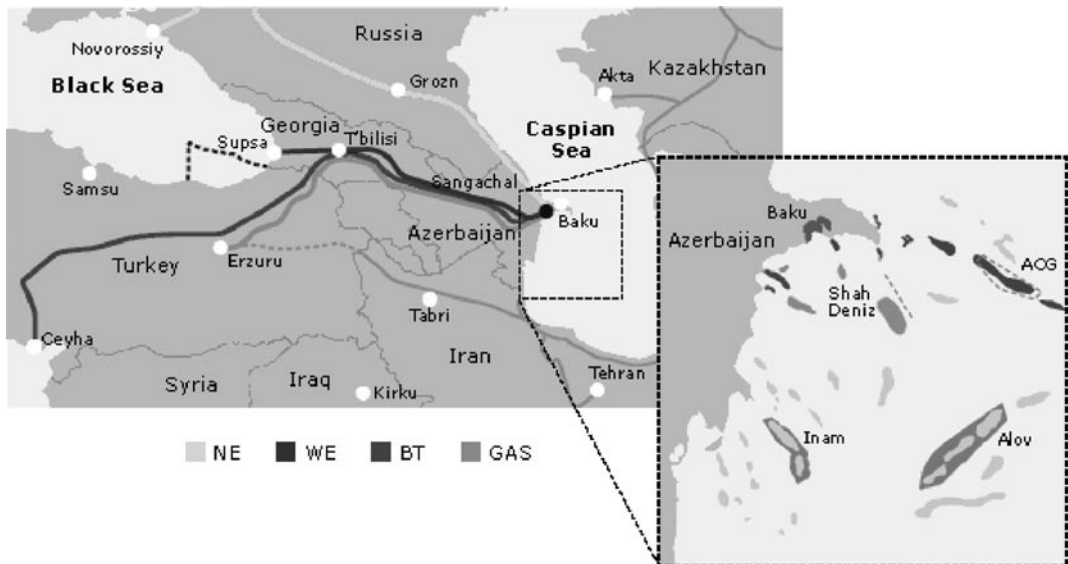 Russia
Novorossiy
Black Sea
Grozn
Akta
Kazakhstan
Caspian
Sea
Georgia
T'bilisi
Supsa
Samsu
Sangachal
Baku
Azerbaijan
Turkey
Erzuru
Tabri
Ceyha
Iran
Syria
Iraq
Kirku
Tehran
NE
WE
BT
GAS
Baku
Azerbaijan
ACG
Shah
Deniz
Inam
Alov